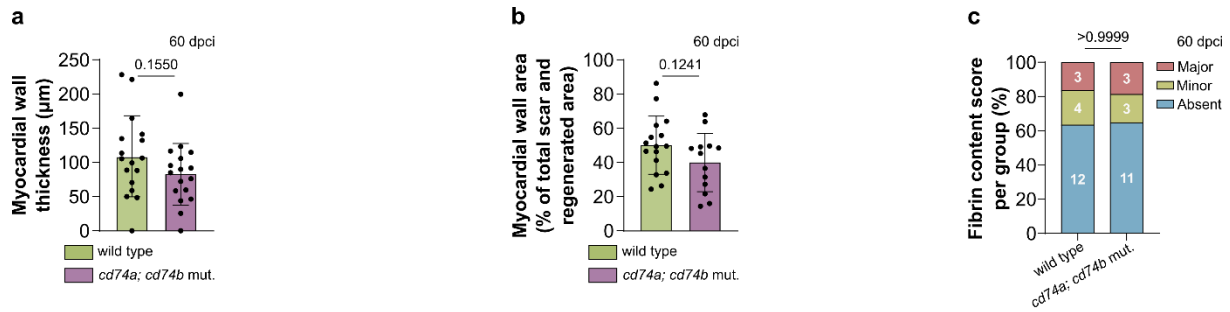 a
60 dpci
0.1550
Myocardial wall
thickness (µm)
250
200
150
100
50
0
wild type
cd74a; cd74b mut.
b
60 dpci
0.1241
Myocardial wall area
(% of total scar and
regenerated area)
100
80
60
40
20
0
wild type
cd74a; cd74b mut.
c
>0.9999
60 dpci
Fibrin content score
per group (%)
100
80
60
40
20
0
3
3
4
3
12
11
Major
Minor
Absent
wild type
cd74a; cd74b mut.